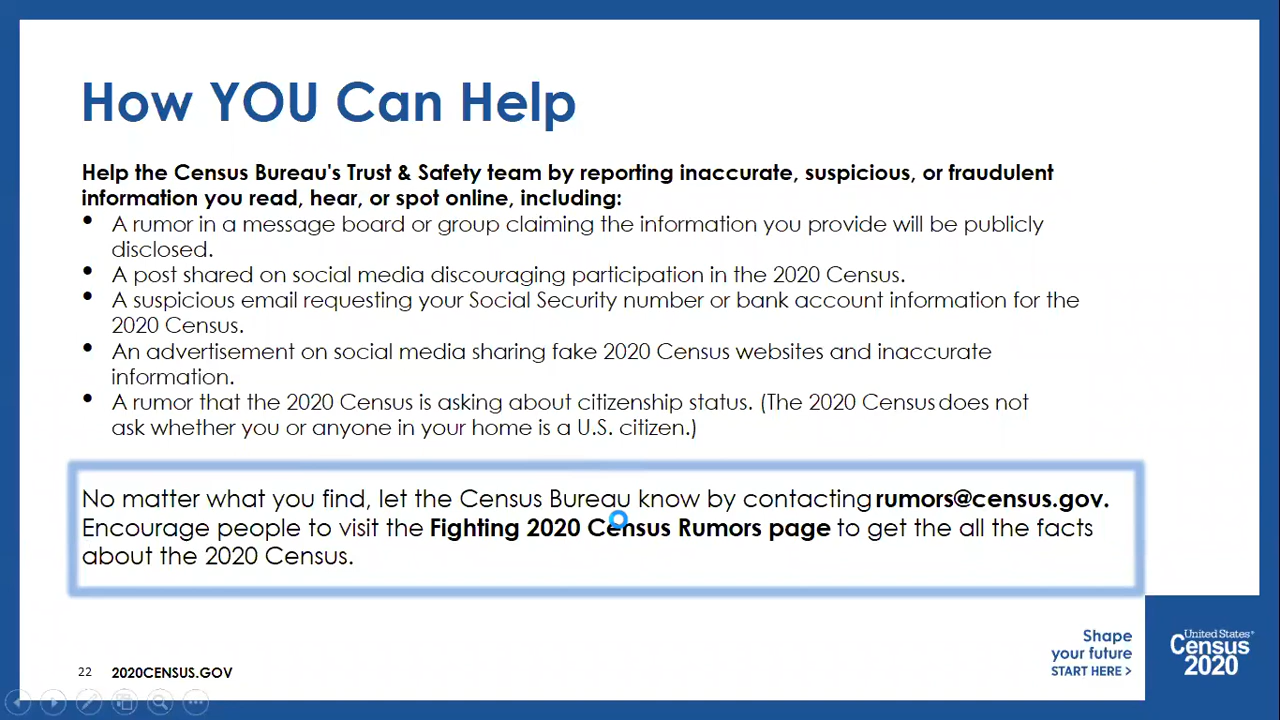 How YOU Can Help
Help the Census Bureau's Trust & Safety team by reporting inaccurate, suspicious, or fraudulent
information you read, hear, or spot online, including:
• A rumor in a message board or group claiming the information you provide will be publicly
disclosed.
• A post shared on social media discouraging participation in the 2020 Census.
• A suspicious email requesting your Social Security number or bank account information for the
2020 Census.
• An advertisement on social media sharing fake 2020 Census websites and inaccurate
information.
• A rumor that the 2020 Census is asking about citizenship status. (The 2020 Census does not
ask whether you or anyone in your home is a U.S. citizen.)
No matter what you find, let the Census Bureau know by contacting rumors@census.gov.
Encourage people to visit the Fighting 2020 Census Rumors page to get the all the facts
about the 2020 Census.
Shape
your future
START HERE >
United States®
Census
2020
22 2020CENSUS.GOV